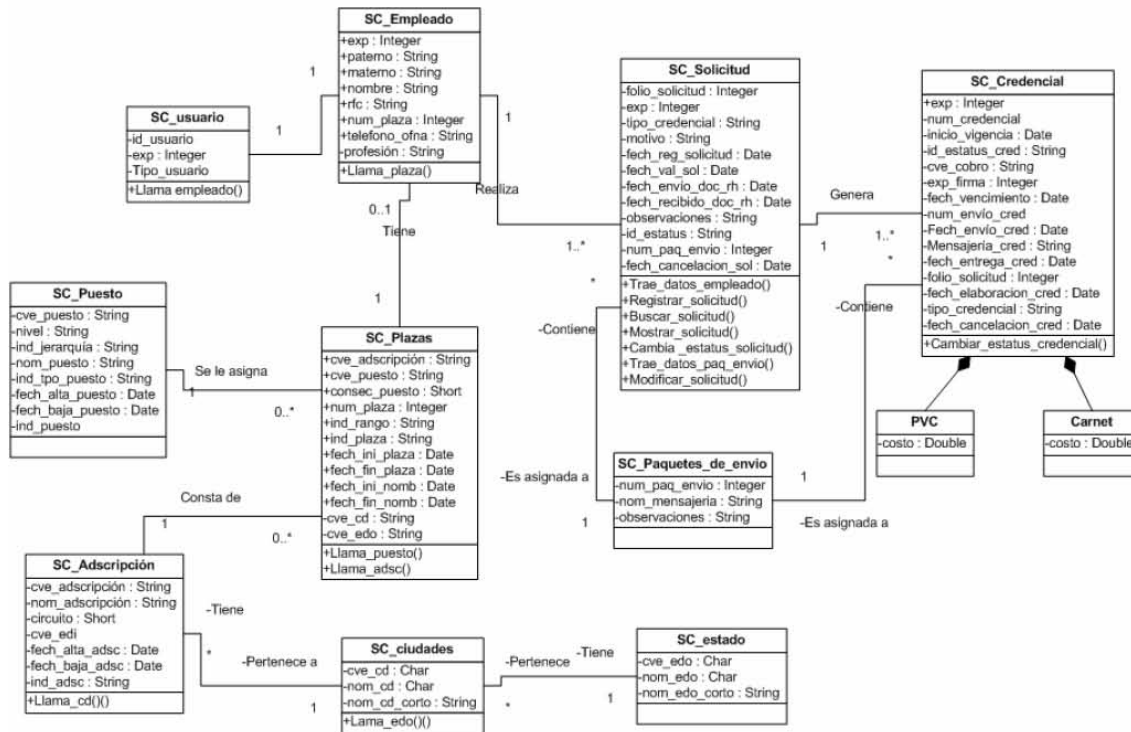 SC_Empleado
+exp : Integer
+paterno : String
+materno : String
+nombre : String
+rfc : String
+num_plaza : Integer
+telefono_ofna : String
-profesión : String
+Llama_plaza()
1
1
1
Realiza
1..*
0..1
Tiene
1
SC_usuario
-id_usuario
-exp : Integer
-Tipo_usuario
+Llama empleado()
SC_Solicitud
-folio_solicitud : Integer
-exp : Integer
-tipo_credencial : String
-motivo : String
-fech_reg_solicitud : Date
-fech_val_sol : Date
-fech_envio_doc_rh : Date
-fech_recibido_doc_rh : Date
-observaciones : String
-id_estatus : String
-num_paq_envio : Integer
-fech_cancelacion_sol : Date
+Trae_datos_empleado()
+Registrar_solicitud()
+Buscar_solicitud()
+Mostrar_solicitud()
+Cambia _estatus_solicitud()
+Trae_datos_paq_envio()
+Modificar_solicitud()
Genera
1
1..*
SC_Credencial
+exp : Integer
-num_credencial
-inicio_vigencia : Date
-id_estatus_cred : String
-cve_cobro : String
-exp_firma : Integer
-fech_vencimiento : Date
-num_envío_cred
-Fech_envío_cred : Date
-Mensajería_cred : String
-fech_entrega_cred : Date
-folio_solicitud : Integer
-fech_elaboracion_cred : Date
-tipo_credencial : String
-fech_cancelacion_cred : Date
+Cambiar_estatus_credencial()
*
-Contiene
*
-Contiene
PVC
-costo : Double
Carnet
-costo : Double
SC_Puesto
-cve_puesto : String
-nivel : String
-ind_jerarquía : String
-nom_puesto : String
-ind_tpo_puesto : String
-fech_alta_puesto : Date
-fech_baja_puesto : Date
-ind_puesto
Se le asigna
1
0..*
SC_Plazas
+cve_adscripción : String
+cve_puesto : String
+consec_puesto : Short
+num_plaza : Integer
+ind_rango : String
+ind_plaza : String
+fech_ini_plaza : Date
+fech_fin_plaza : Date
+fech_ini_nomb : Date
+fech_fin_nomb : Date
-cve_cd : String
-cve_edo : String
+Llama_puesto()
+Llama_adsc()
SC_Paquetes_de_envio
-num_paq_envio : Integer
-nom_mensajeria : String
-observaciones : String
-Es asignada a
1
1
-Es asignada a
Consta de
1
0..*
SC_Adscripción
-cve_adscripción : String
-nom_adscripción : String
-circuito : Short
-cve_edi
-fech_alta_adsc : Date
-fech_baja_adsc : Date
-ind_adsc : String
+Llama_cd()()
-Tiene
*
-Pertenece a
1
SC_ciudades
-cve_cd : Char
-nom_cd : Char
-nom_cd_corto : String
+Lama_edo()()
-Pertenece
*
-Tiene
1
SC_estado
-cve_edo : Char
-nom_edo : Char
-nom_edo_corto : String